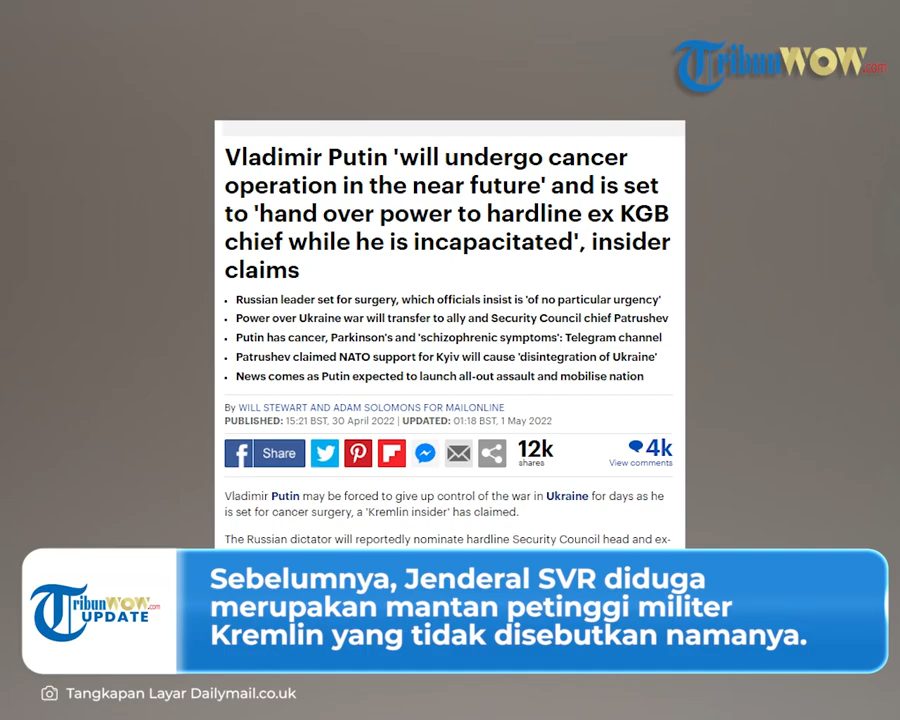 TribunWOW.com
Vladimir Putin 'will undergo cancer
operation in the near future' and is set
to 'hand over power to hardline ex KGB
chief while he is incapacitated', insider
claims
• Russian leader set for surgery, which officials insist is 'of no particular urgency'
• Power over Ukraine war will transfer to ally and Security Council chief Patrushev
• Putin has cancer, Parkinson's and 'schizophrenic symptoms': Telegram channel
• Patrushev claimed NATO support for Kyiv will cause 'disintegration of Ukraine'
• News comes as Putin expected to launch all-out assault and mobilise nation
By WILL STEWART AND ADAM SOLOMONS FOR MAILONLINE
PUBLISHED: 15:21 BST, 30 April 2022 | UPDATED: 01:18 BST, 1 May 2022
f Share
12k
shares
4k
View comments
Vladimir Putin may be forced to give up control of the war in Ukraine for days as he
is set for cancer surgery, a 'Kremlin insider' has claimed.
The Russian dictator will reportedly nominate hardline Security Council head and ex-
TribunWOW.com
UPDATE
Sebelumnya, Jenderal SVR diduga
merupakan mantan petinggi militer
Kremlin yang tidak disebutkan namanya.
Tangkapan Layar Dailymail.co.uk